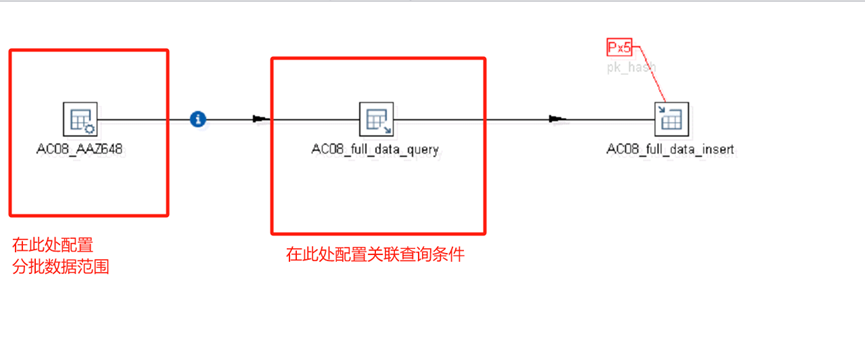 Px5
pk_hash
AC08_AAZ648
AC08_full_data_query
AC08_full_data_insert
在此处配置
分批数据范围
在此处配置关联查询条件